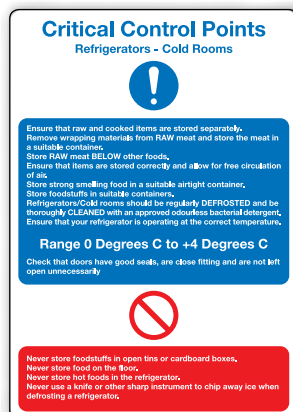 Critical Control Points
Refrigerators - Cold Rooms
Ensure that raw and cooked items are stored separately.
Remove wrapping materials from RAW meat and store the meat in
a suitable container.
Store RAW meat BELOW other foods.
Ensure that items are stored correctly and allow for free circulation
of air.
Store strong smelling food in a suitable airtight container.
Store foodstuffs in suitable containers.
Refrigerators/Cold rooms should be regularly DEFROSTED and be
thoroughly CLEANED with an approved odourless bacterial detergent.
Ensure that your refrigerator is operating at the correct temperature.
Range 0 Degrees C to +4 Degrees C
Check that doors have good seals, are close fitting and are not left
open unnecessarily
Never store foodstuffs in open tins or cardboard boxes.
Never store food on the floor.
Never store hot foods in the refrigerator.
Never use a knife or other sharp instrument to chip away ice when
defrosting a refrigerator.